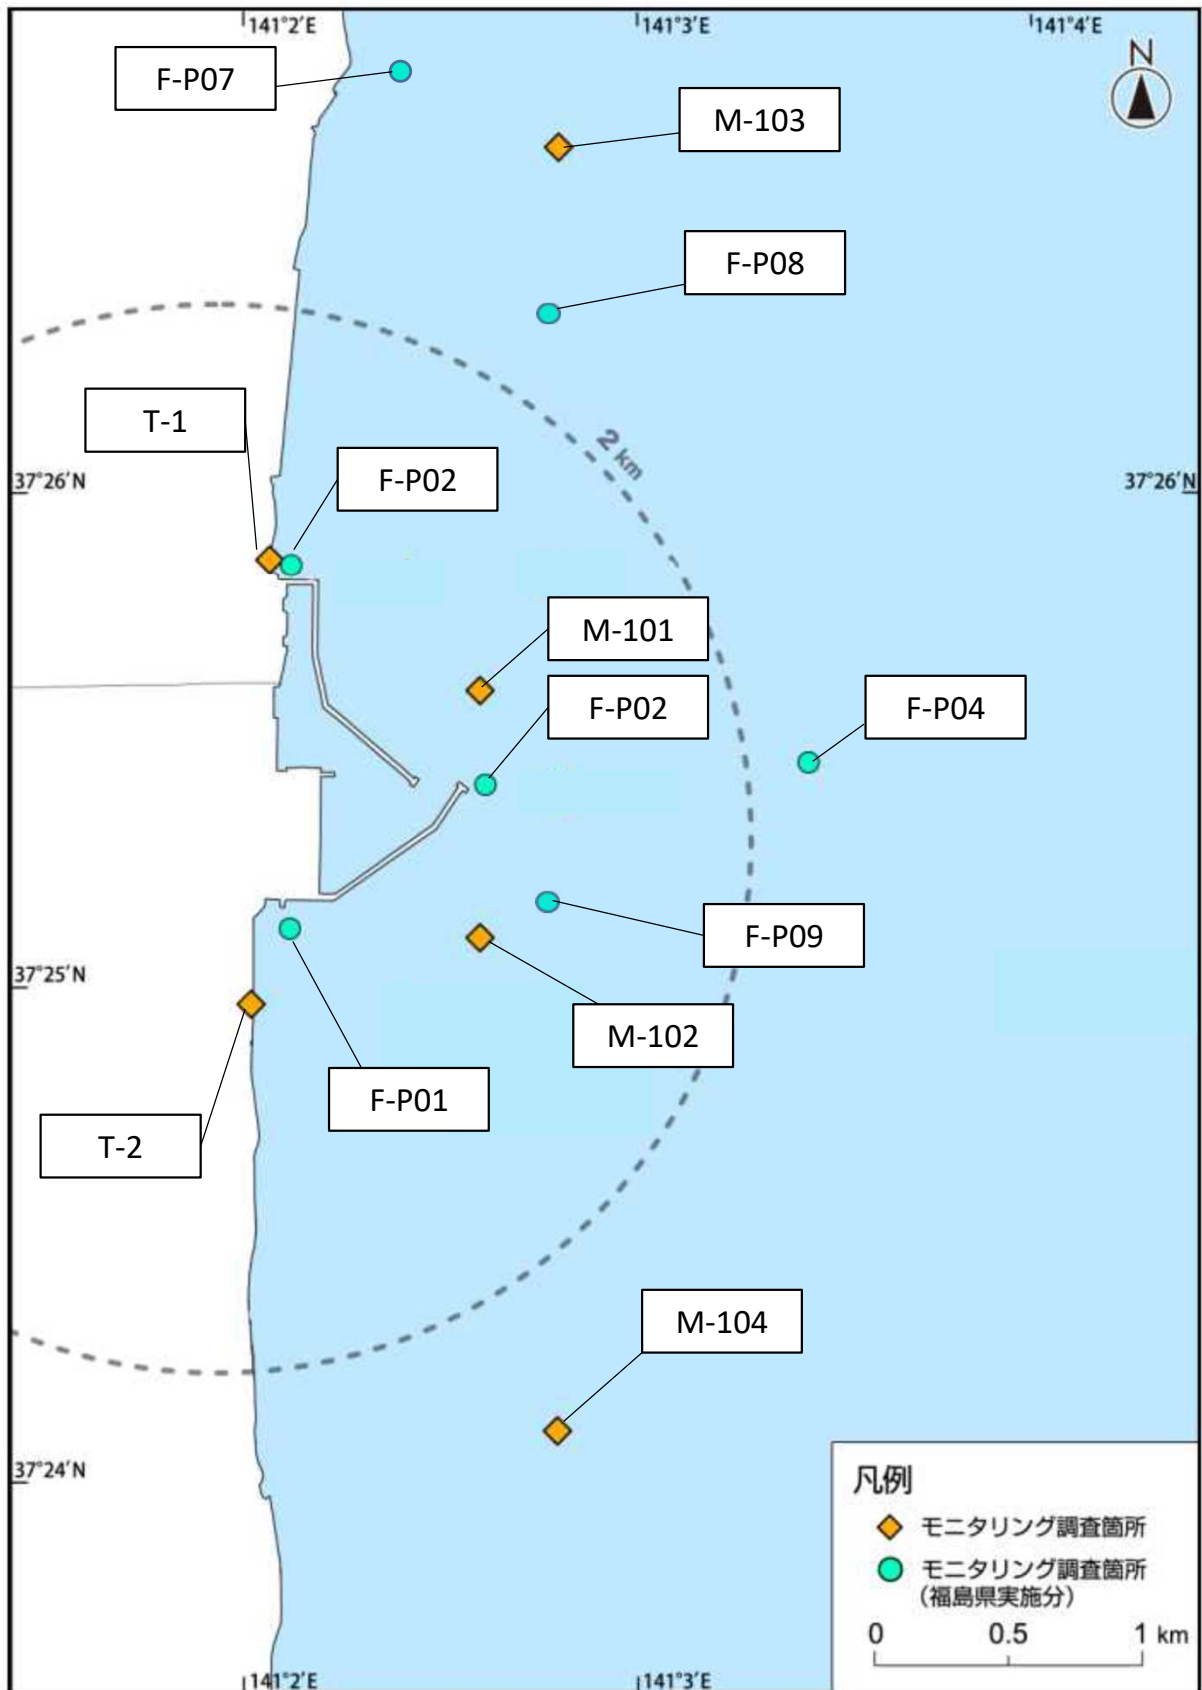 141°2′E
141°3′E
141°4′E
N
F-P07
M-103
F-P08
2 km
T-1
F-P02
37°26′N
37°26′N
M-101
F-P02
F-P04
F-P09
37°25′N
M-102
F-P01
T-2
M-104
37°24′N
凡例
モニタリング調査箇所
モニタリング調査箇所
(福島県実施分)
0 0.5 1 km
141°2′E
141°3′E